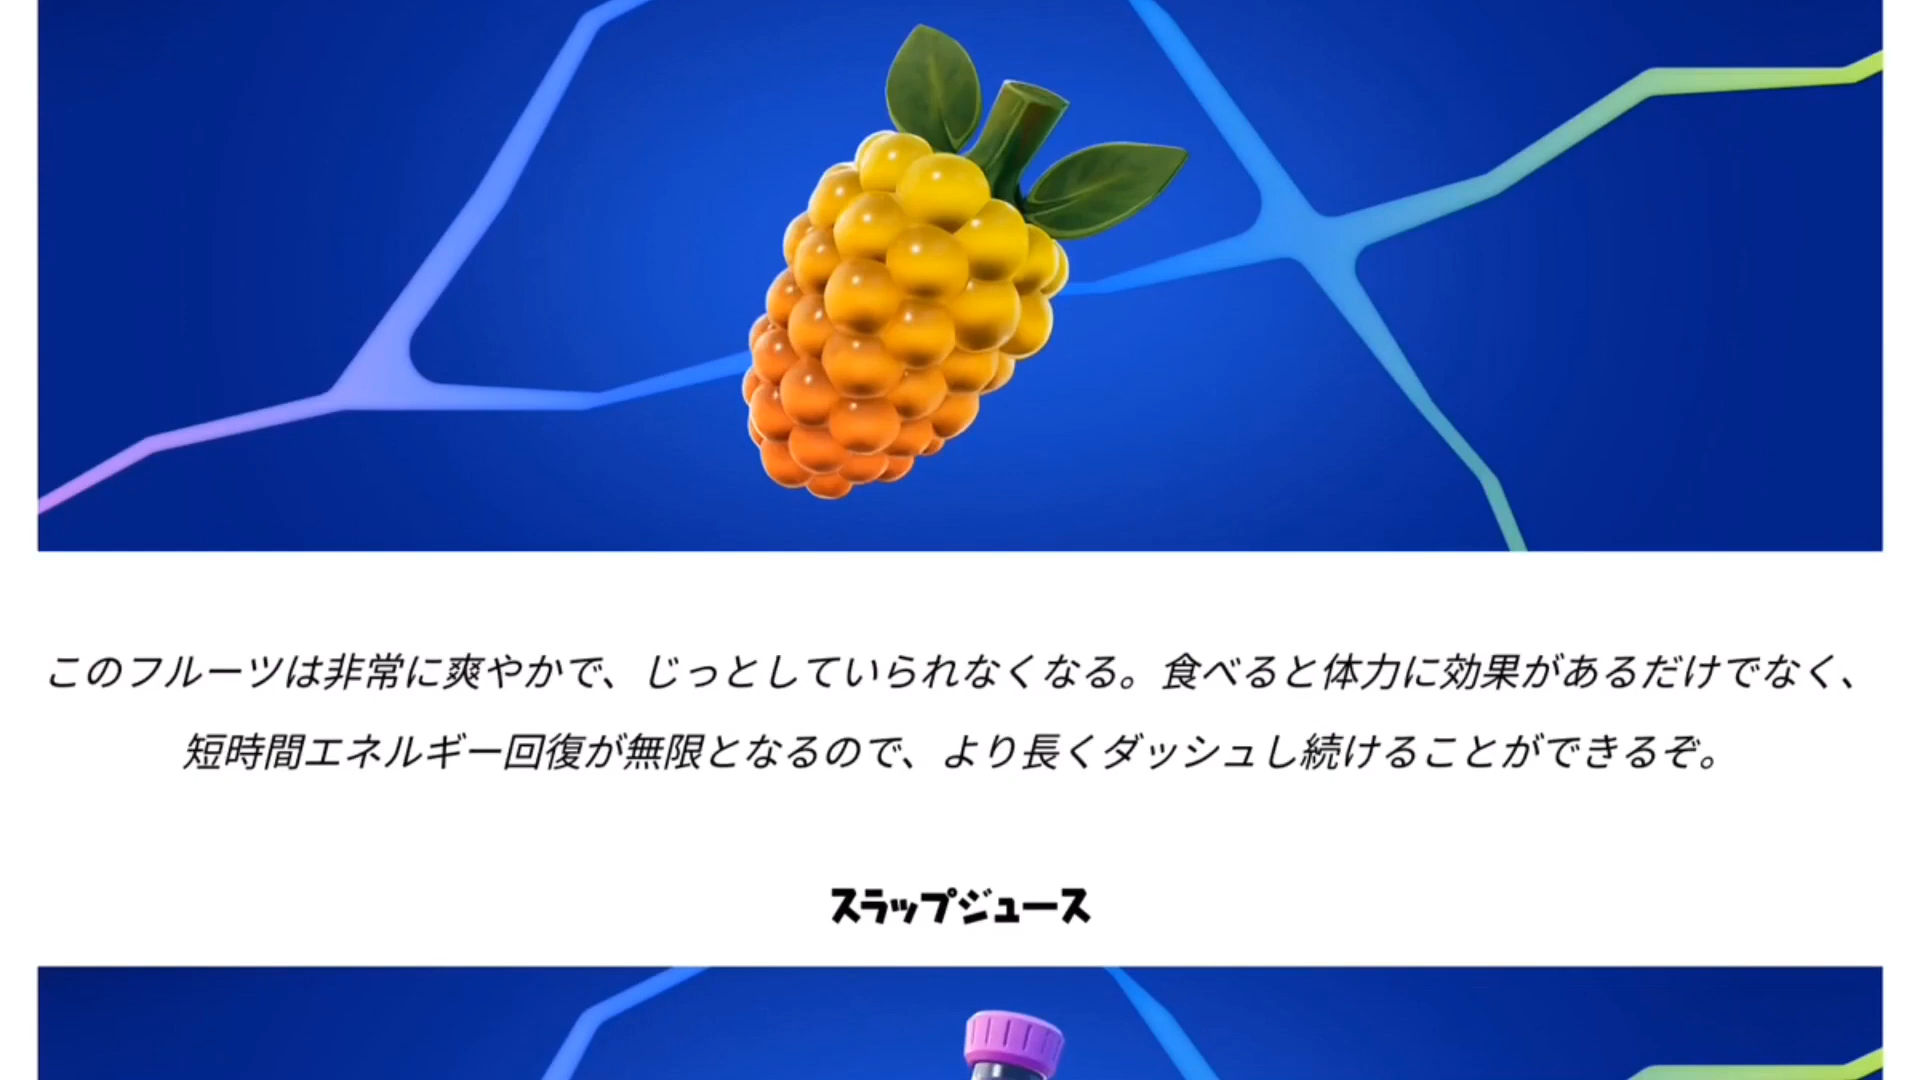 このフルーツは非常に爽やかで、じっとしていられなくなる。食べると体力に効果があるだけでなく、
短時間エネルギー回復が無限となるので、より長くダッシュし続けることができるぞ。
スラップジュース